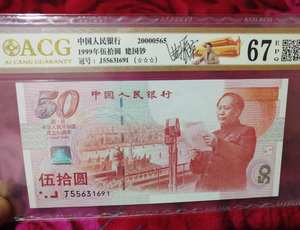 ACG
AI CANG GUARANTY
中国人民银行 20000565
1999年伍拾圆 建国钞
冠号: J55631691 (☆☆☆)
67 EPQ
50
中国人民银行
伍拾圆
J55631691
50